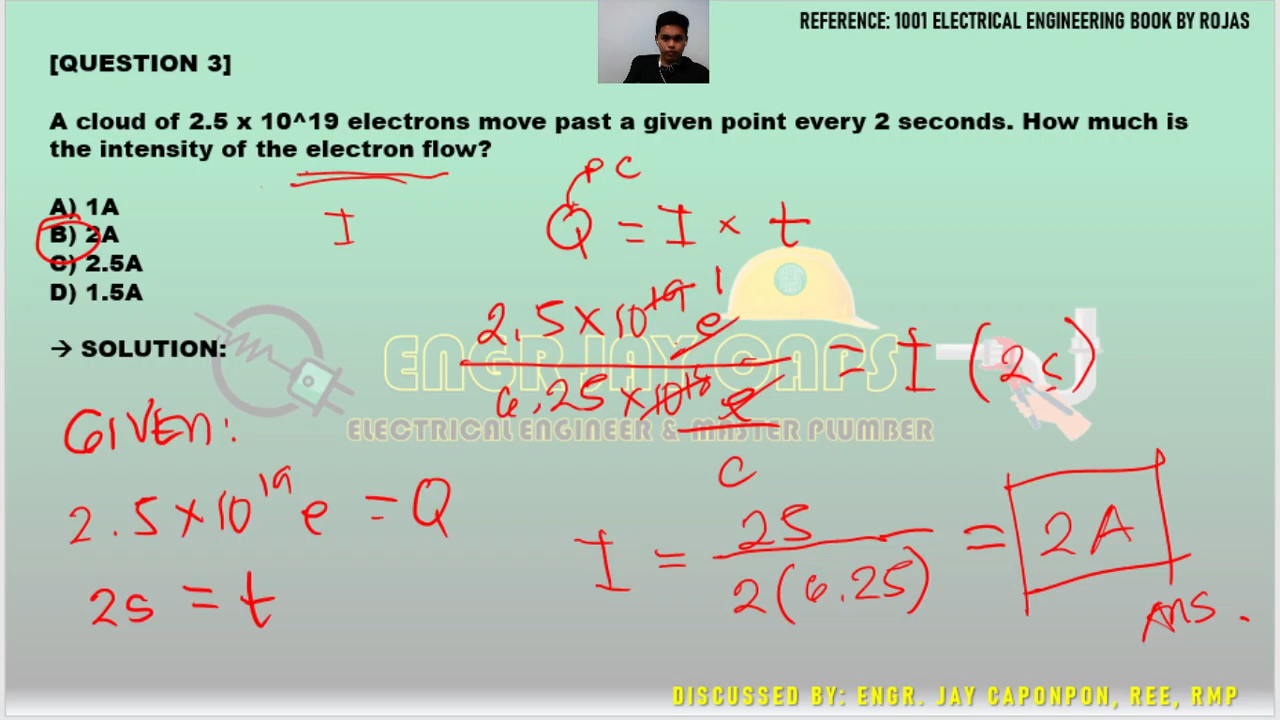 REFERENCE: 1001 ELECTRICAL ENGINEERING BOOK BY ROJAS
[QUESTION 3]
A cloud of 2.5 x 10^19 electrons move past a given point every 2 seconds. How much is
the intensity of the electron flow?
A) 1A
B) 2A
C) 2.5A
D) 1.5A
I
C
Q = I × t
2.5 × 10^19 1 e
6.25 × 10^18 e = I (2s)
C
→ SOLUTION:
ENGR JAY CAPS
ELECTRICAL ENGINEER & MASTER PLUMBER
GIVEN:
2.5 × 10^19 e = Q
2s = t
I = 25 / 2(6.25) = 2A
ans.
DISCUSSED BY: ENGR. JAY CAPONPON, REE, RMP